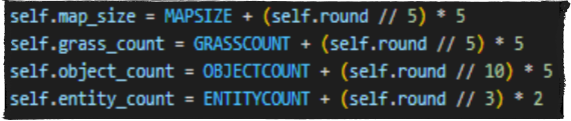 self.map_size = MAPSIZE + (self.round // 5) * 5
self.grass_count = GRASSCOUNT + (self.round // 5) * 5
self.object_count = OBJECTCOUNT + (self.round // 10) * 5
self.entity_count = ENTITYCOUNT + (self.round // 3) * 2